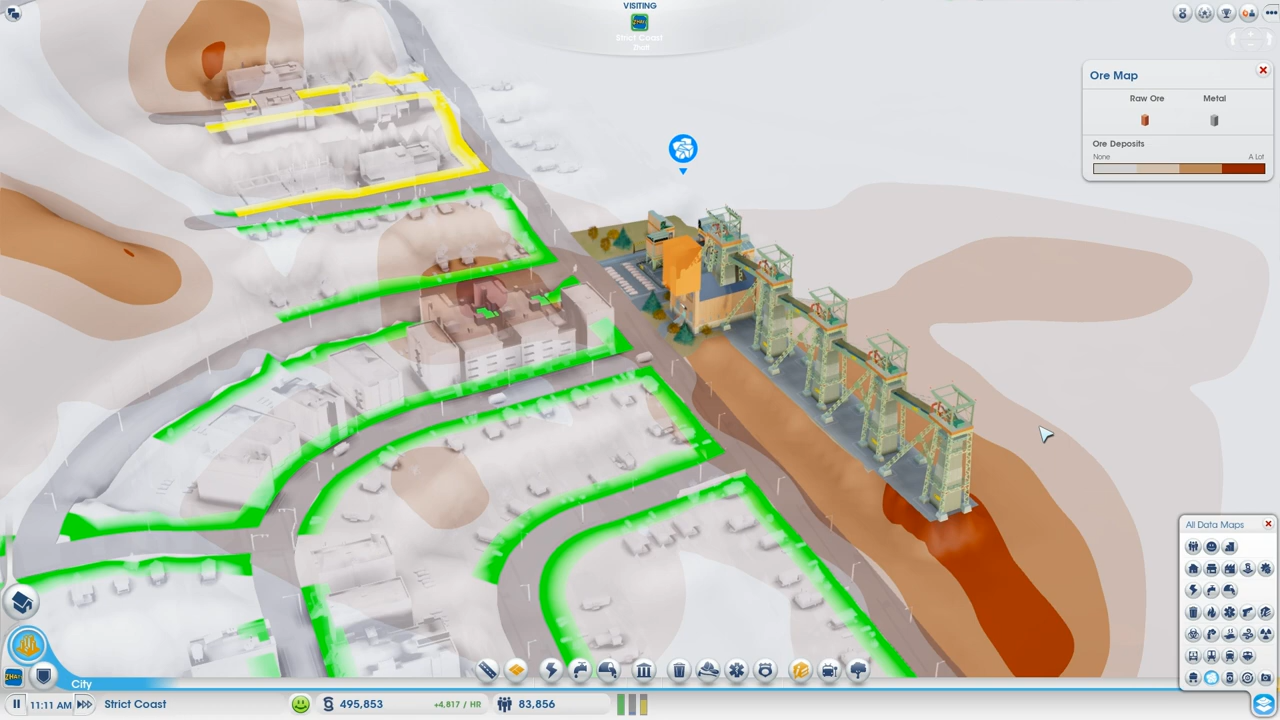 VISITING
Strict Coast
Zhaft
Ore Map
Raw Ore
Metal
Ore Deposits
None
A Lot
All Data Maps
City
11:11 AM
Strict Coast
495,853
+4,817 / HR
83,856